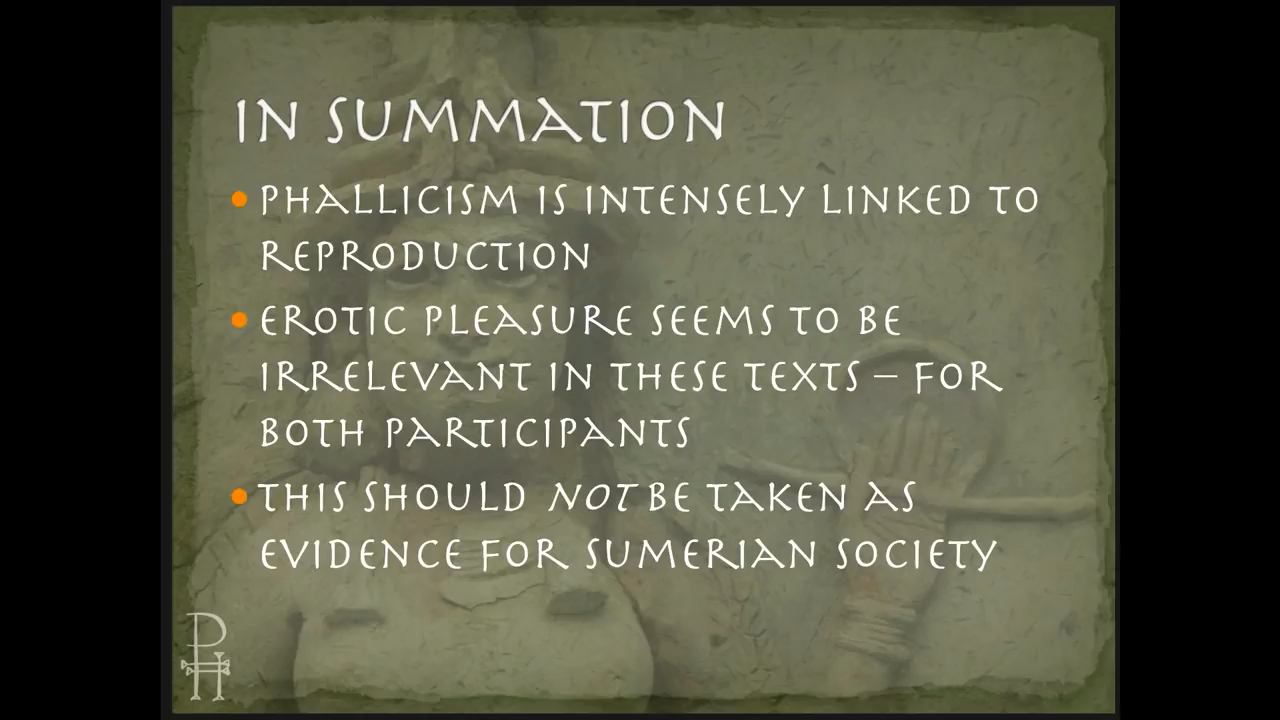 IN SUMMATION
PHALLICISM IS INTENSELY LINKED TO
REPRODUCTION
EROTIC PLEASURE SEEMS TO BE
IRRELEVANT IN THESE TEXTS – FOR
BOTH PARTICIPANTS
THIS SHOULD NOT BE TAKEN AS
EVIDENCE FOR SUMERIAN SOCIETY
PH